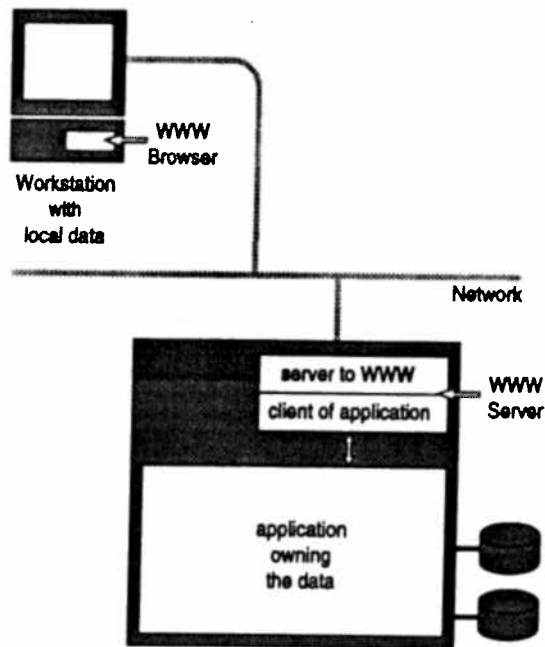 WWW
Browser
Workstation
with
local data
Network
server to WWW
client of application
WWW
Server
application
owning
the data